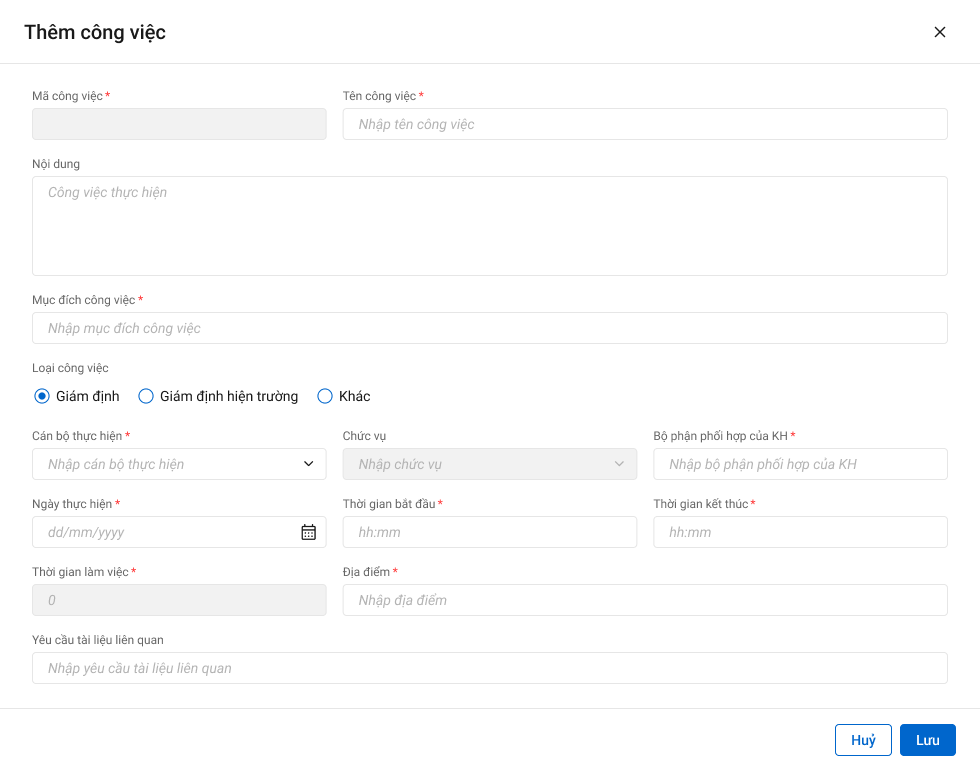 Thêm công việc
Mã công việc * Tên công việc *
Nhập tên công việc
Nội dung
Công việc thực hiện
Mục đích công việc *
Nhập mục đích công việc
Loại công việc
Giám định Giám định hiện trường Khác
Cán bộ thực hiện * Chức vụ Bộ phận phối hợp của KH *
Nhập cán bộ thực hiện Nhập chức vụ Nhập bộ phận phối hợp của KH
Ngày thực hiện * Thời gian bắt đầu * Thời gian kết thúc *
dd/mm/yyyy hh:mm hh:mm
Thời gian làm việc * Địa điểm *
0 Nhập địa điểm
Yêu cầu tài liệu liên quan
Nhập yêu cầu tài liệu liên quan
Huỷ Lưu